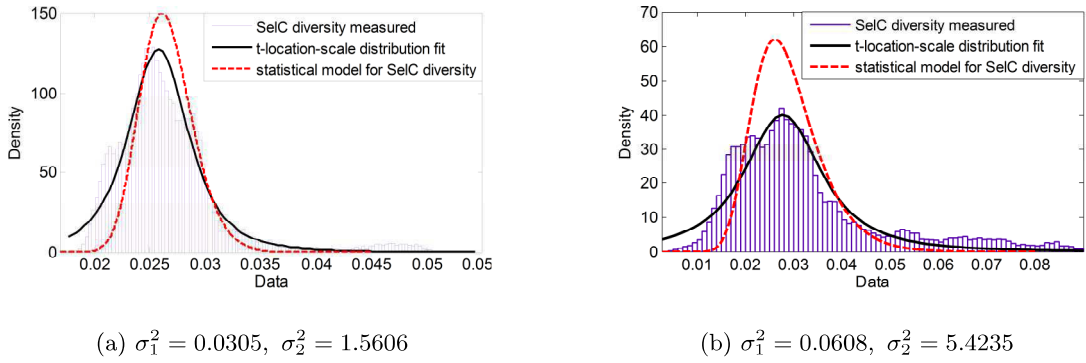 150
100
50
0
Density
SelC diversity measured
t-location-scale distribution fit
statistical model for SelC diversity
0.02 0.025 0.03 0.035 0.04 0.045 0.05 0.05
Data
(a) σ₁² = 0.0305, σ₂² = 1.5606
70
60
50
40
30
20
10
0
Density
SelC diversity measured
t-location-scale distribution fit
statistical model for SelC diversity
0.01 0.02 0.03 0.04 0.05 0.06 0.07 0.08
Data
(b) σ₁² = 0.0608, σ₂² = 5.4235